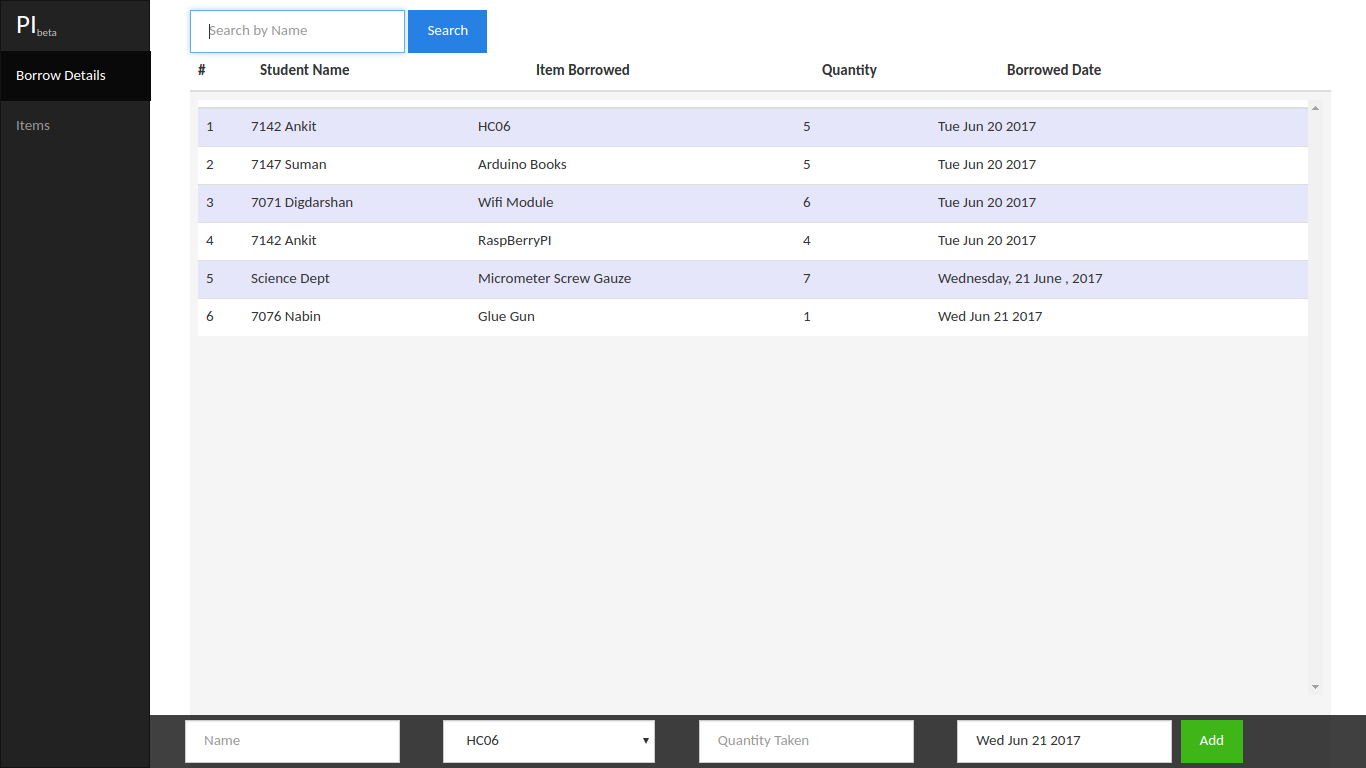 PIbeta
Borrow Details
Items
Search by Name Search
# Student Name Item Borrowed Quantity Borrowed Date
1 7142 Ankit HC06 5 Tue Jun 20 2017
2 7147 Suman Arduino Books 5 Tue Jun 20 2017
3 7071 Digdarshan Wifi Module 6 Tue Jun 20 2017
4 7142 Ankit RaspBerryPI 4 Tue Jun 20 2017
5 Science Dept Micrometer Screw Gauze 7 Wednesday, 21 June , 2017
6 7076 Nabin Glue Gun 1 Wed Jun 21 2017
Name HC06 Quantity Taken Wed Jun 21 2017 Add